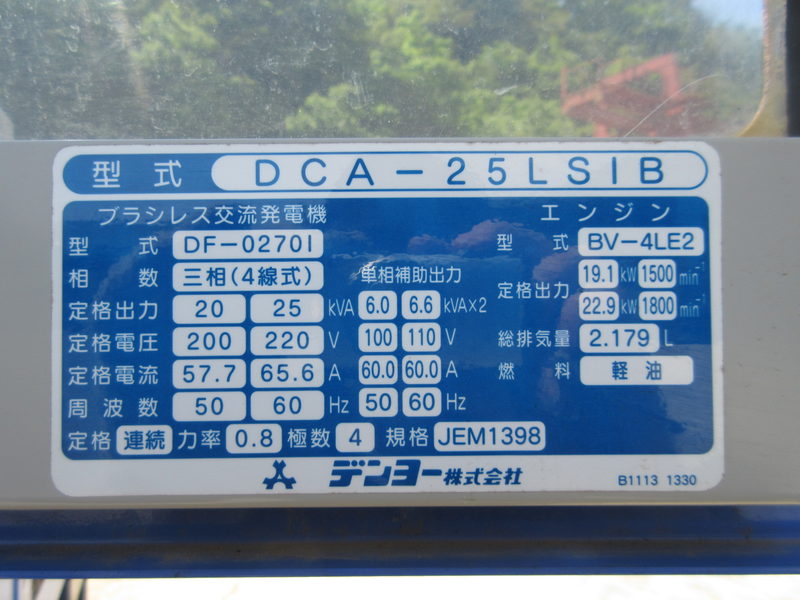 型式 DCA-25LSIB
ブラシレス交流発電機
型式 DF-0270I
相数 三相(4線式) 単相補助出力
定格出力 20 25 kVA 6.0 6.6 kVA×2
定格電圧 200 220 V 100 110 V
定格電流 57.7 65.6 A 60.0 60.0 A
周波数 50 60 Hz 50 60 Hz
定格 連続 力率 0.8 極数 4 規格 JEM1398
エンジン
型式 BV-4LE2
定格出力 19.1 kW 1500 min⁻¹
22.9 kW 1800 min⁻¹
総排気量 2.179 L
燃料 軽油
デンヨー株式会社
B1113 1330